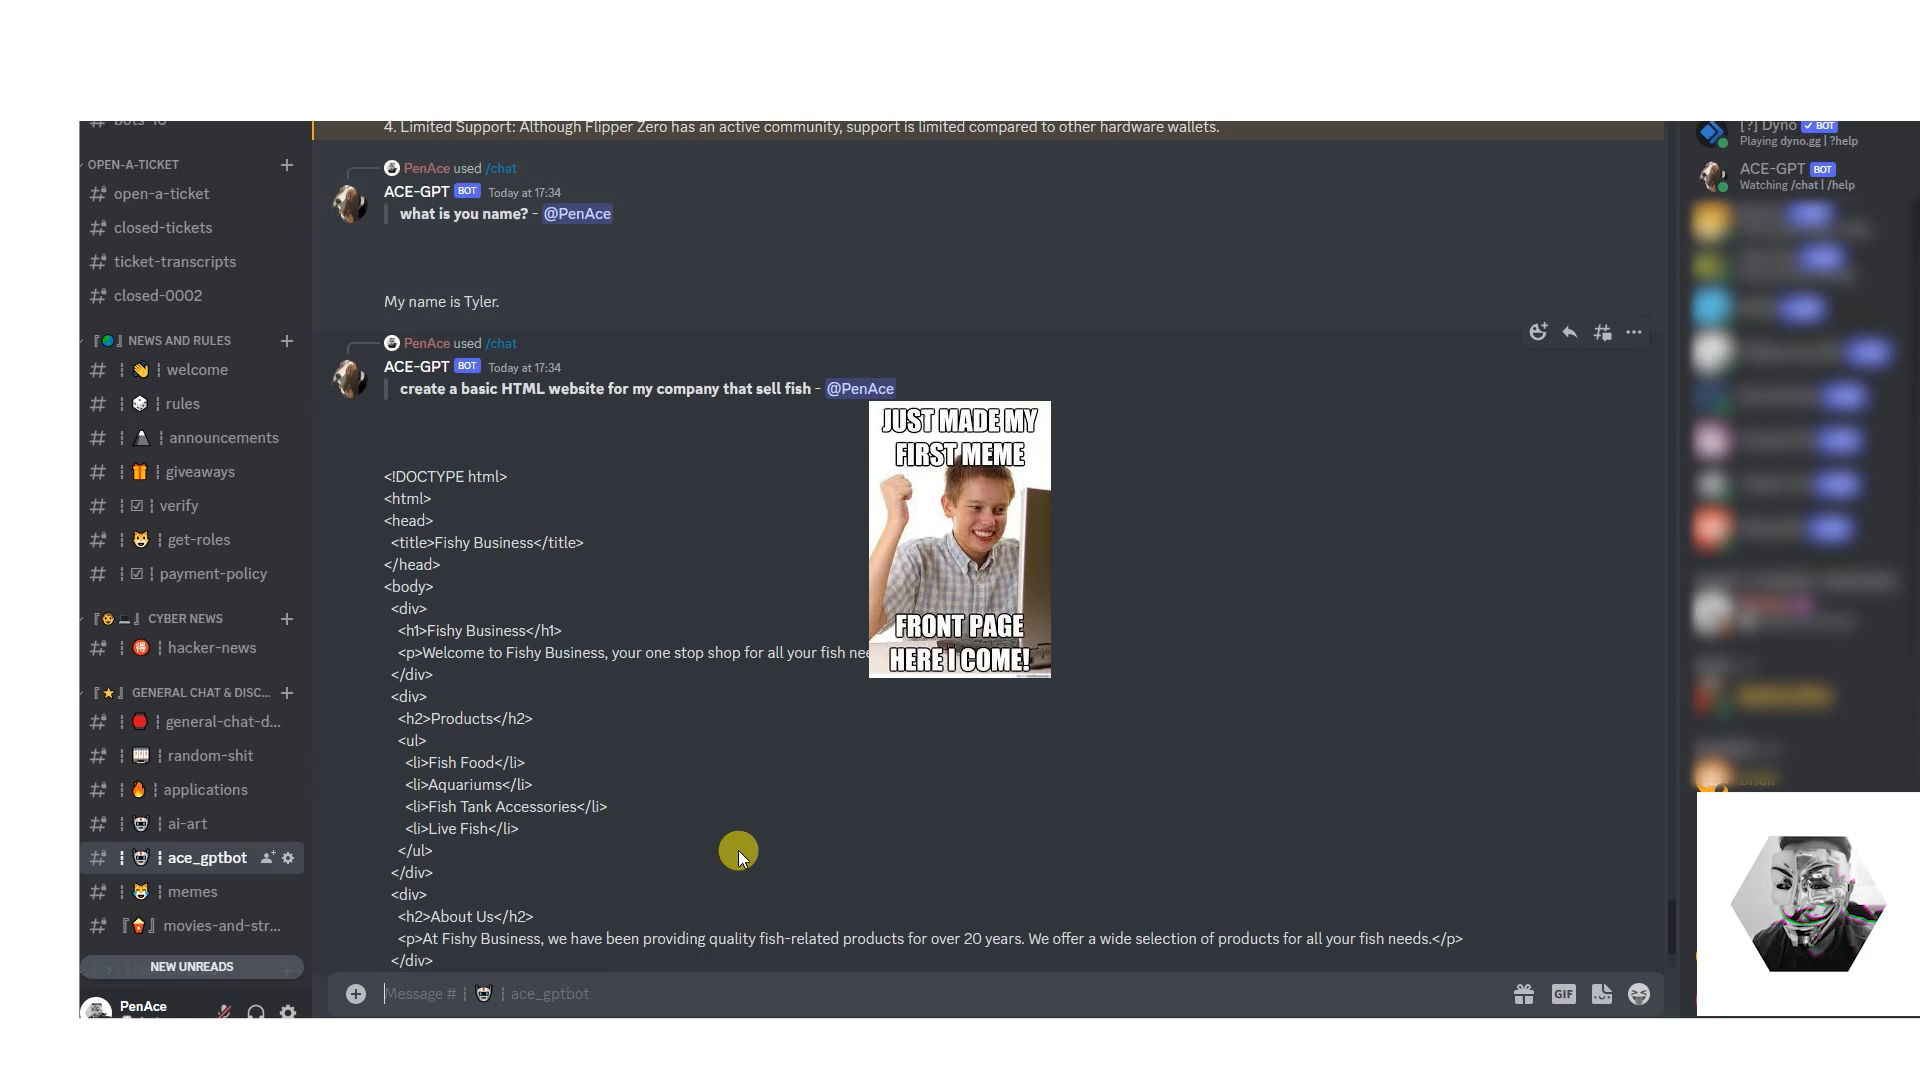 bots-10
OPEN-A-TICKET
open-a-ticket
closed-tickets
ticket-transcripts
closed-0002
NEWS AND RULES
welcome
rules
announcements
giveaways
verify
get-roles
payment-policy
CYBER NEWS
hacker-news
GENERAL CHAT & DISC...
general-chat-d...
random-shit
applications
ai-art
ace_gptbot
memes
movies-and-str...
NEW UNREADS
PenAce
4. Limited Support: Although Flipper Zero has an active community, support is limited compared to other hardware wallets.
PenAce used /chat
ACE-GPT BOT Today at 17:34
what is you name? - @PenAce
My name is Tyler.
PenAce used /chat
ACE-GPT BOT Today at 17:34
create a basic HTML website for my company that sell fish - @PenAce
<!DOCTYPE html>
<html>
<head>
<title>Fishy Business</title>
</head>
<body>
<div>
<h1>Fishy Business</h1>
<p>Welcome to Fishy Business, your one stop shop for all your fish nee
</div>
<div>
<h2>Products</h2>
<ul>
<li>Fish Food</li>
<li>Aquariums</li>
<li>Fish Tank Accessories</li>
<li>Live Fish</li>
</ul>
</div>
<div>
<h2>About Us</h2>
<p>At Fishy Business, we have been providing quality fish-related products for over 20 years. We offer a wide selection of products for all your fish needs.</p>
</div>
Message # ace_gptbot
GIF
JUST MADE MY
FIRST MEME
FRONT PAGE
HERE I COME!
[?] Dyno BOT
Playing dyno.gg | ?help
ACE-GPT BOT
Watching /chat | /help